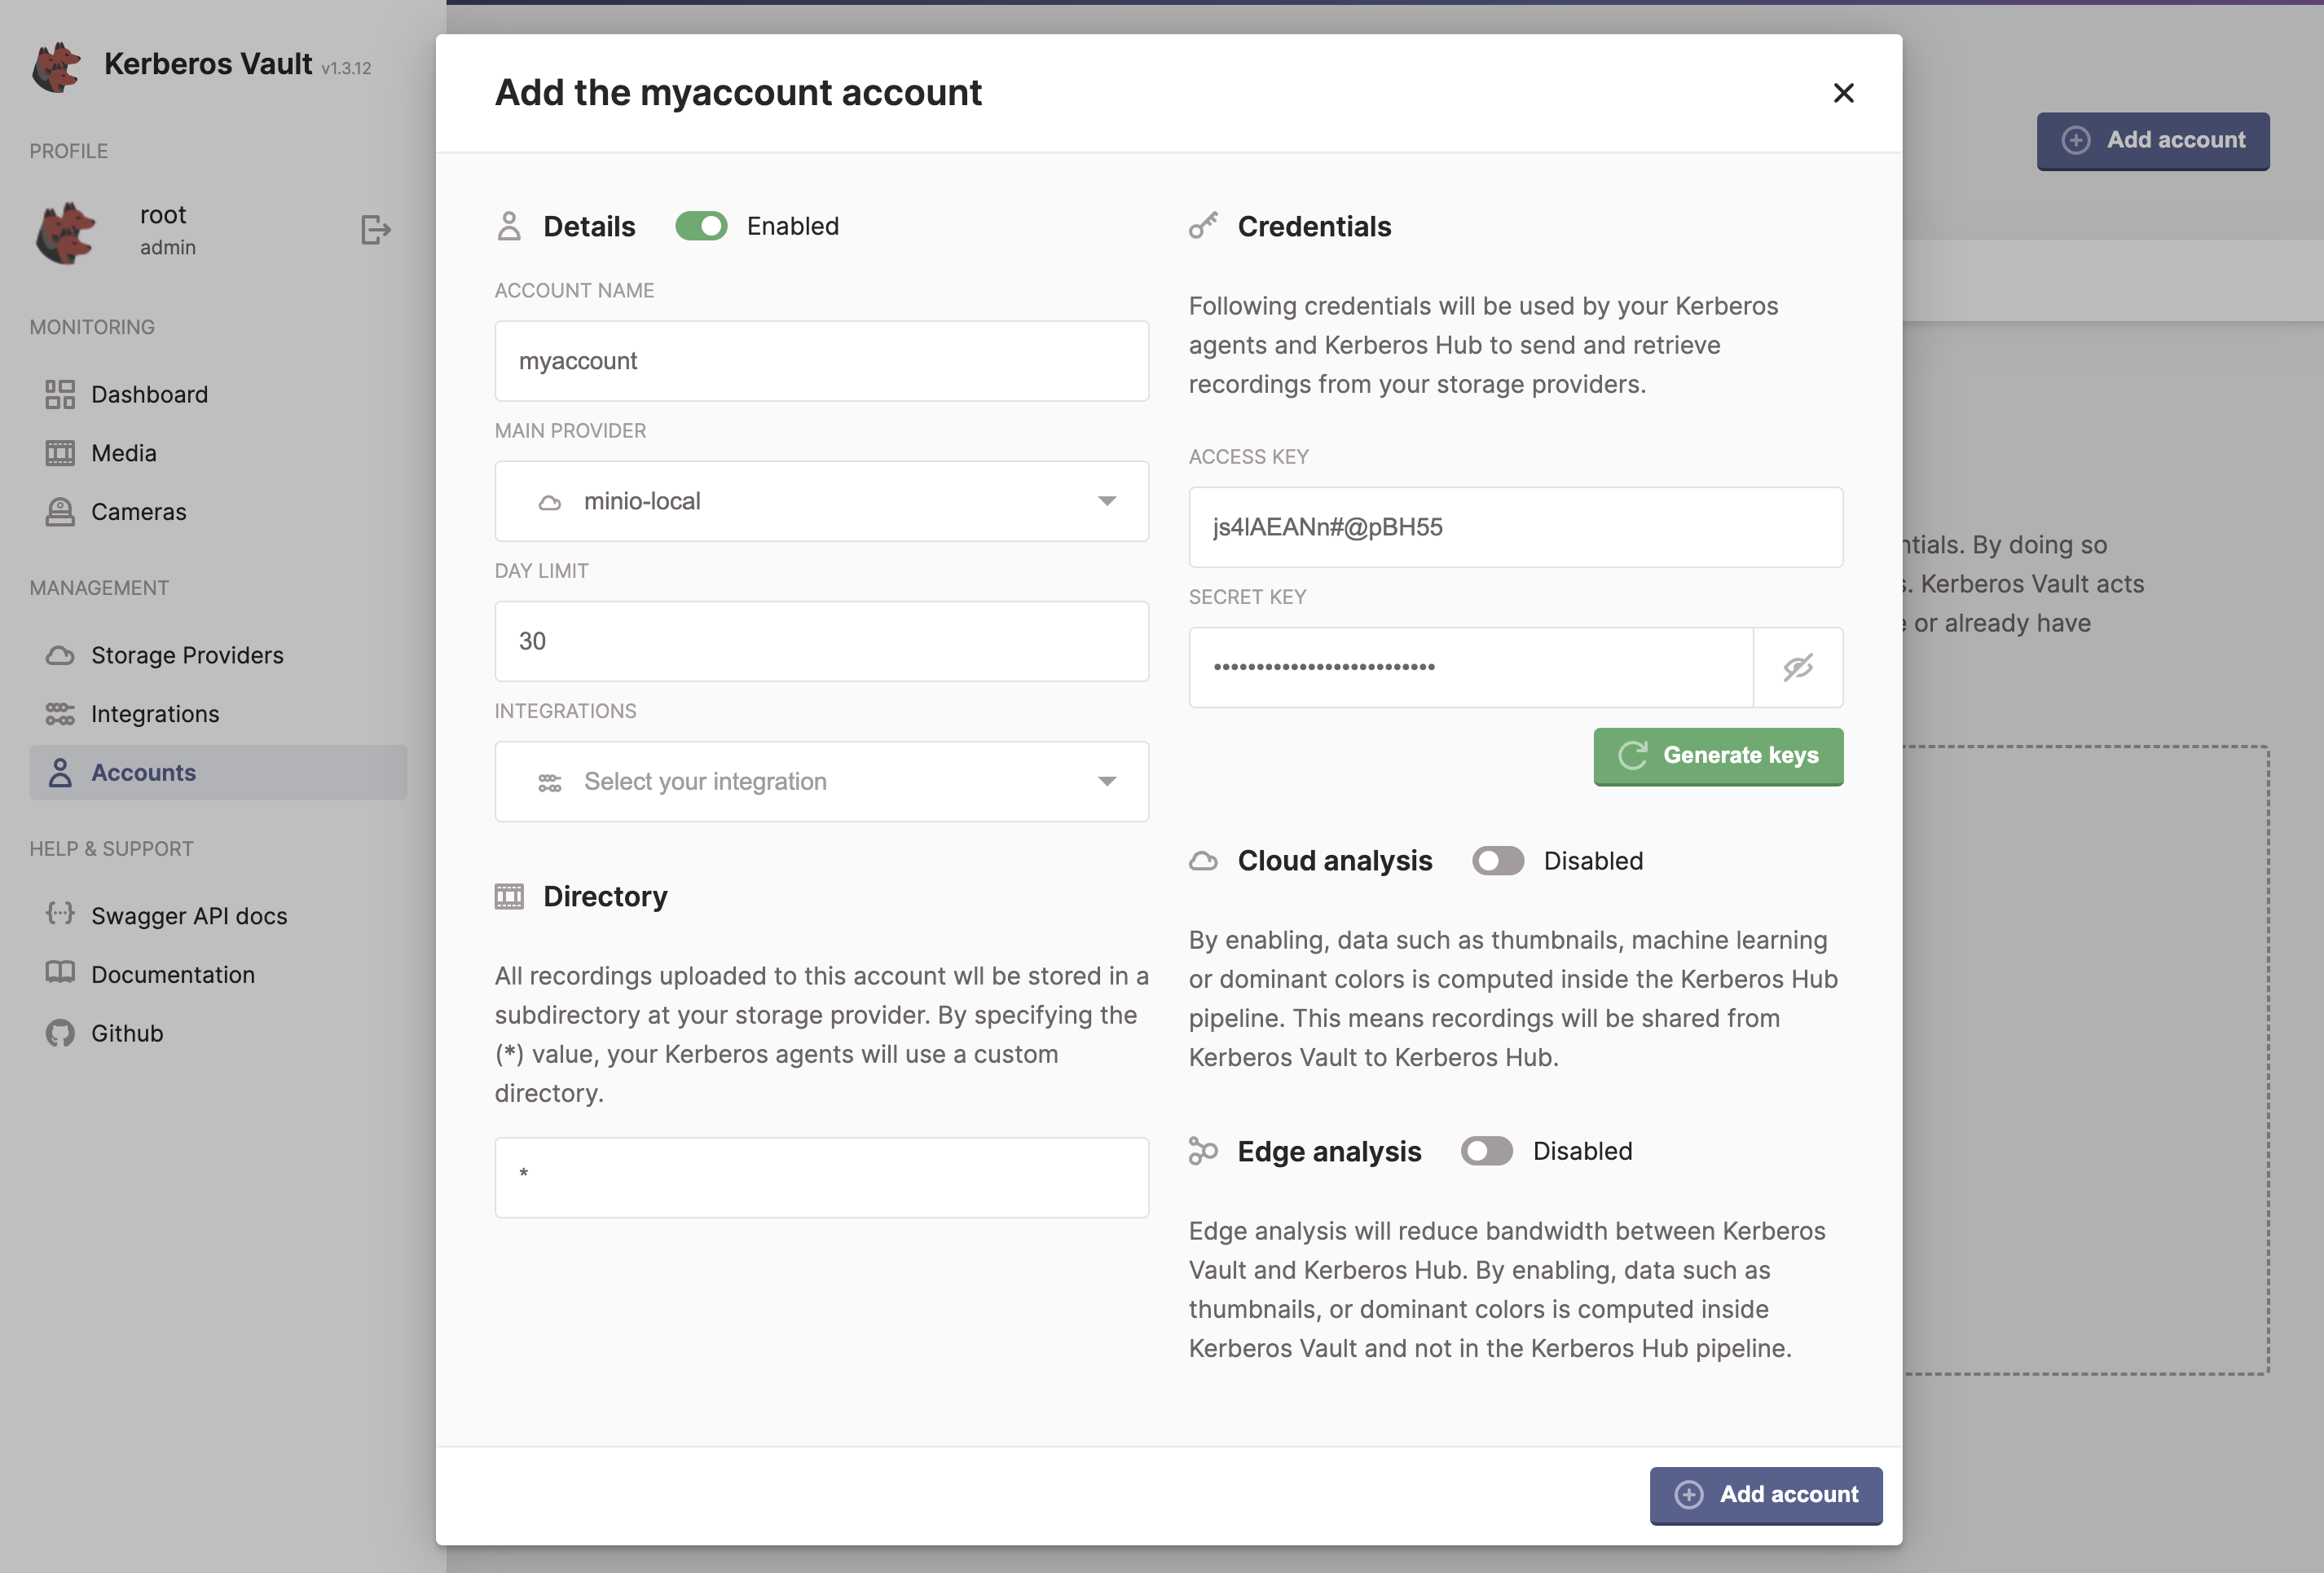 Kerberos Vault v1.3.12
PROFILE
root
admin
MONITORING
Dashboard
Media
Cameras
MANAGEMENT
Storage Providers
Integrations
Accounts
HELP & SUPPORT
Swagger API docs
Documentation
Github
Add the myaccount account
Details Enabled
ACCOUNT NAME
myaccount
MAIN PROVIDER
minio-local
DAY LIMIT
30
INTEGRATIONS
Select your integration
Directory
All recordings uploaded to this account wll be stored in a
subdirectory at your storage provider. By specifying the
(*) value, your Kerberos agents will use a custom
directory.
*
Credentials
Following credentials will be used by your Kerberos
agents and Kerberos Hub to send and retrieve
recordings from your storage providers.
ACCESS KEY
js4lAEANn#@pBH55
SECRET KEY
••••••••••••••••••••••••••
Generate keys
Cloud analysis Disabled
By enabling, data such as thumbnails, machine learning
or dominant colors is computed inside the Kerberos Hub
pipeline. This means recordings will be shared from
Kerberos Vault to Kerberos Hub.
Edge analysis Disabled
Edge analysis will reduce bandwidth between Kerberos
Vault and Kerberos Hub. By enabling, data such as
thumbnails, or dominant colors is computed inside
Kerberos Vault and not in the Kerberos Hub pipeline.
Add account
Add account
By doing so
Kerberos Vault acts
or already have